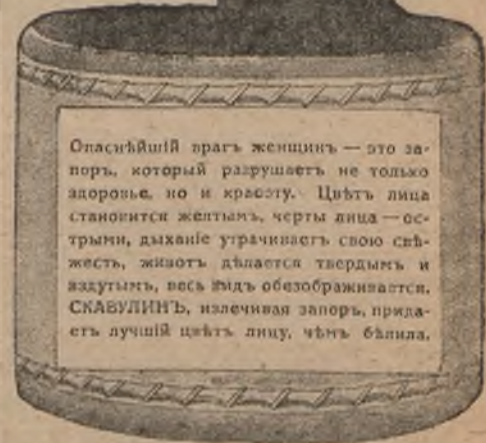 Опаснѣйшій врагъ женщинъ — это за-
поръ, который разрушаетъ не только
здоровье, но и красоту. Цвѣтъ лица
становится желтымъ, черты лица — ос-
трыми, дыханіе утрачиваетъ свою свѣ-
жесть, животъ дѣлается твердымъ и
вздутымъ, весь видъ обезображивается.
СКАВУЛИНЪ, излечивая запоръ, прида-
етъ лучшій цвѣтъ лицу, чѣмъ бѣлила.